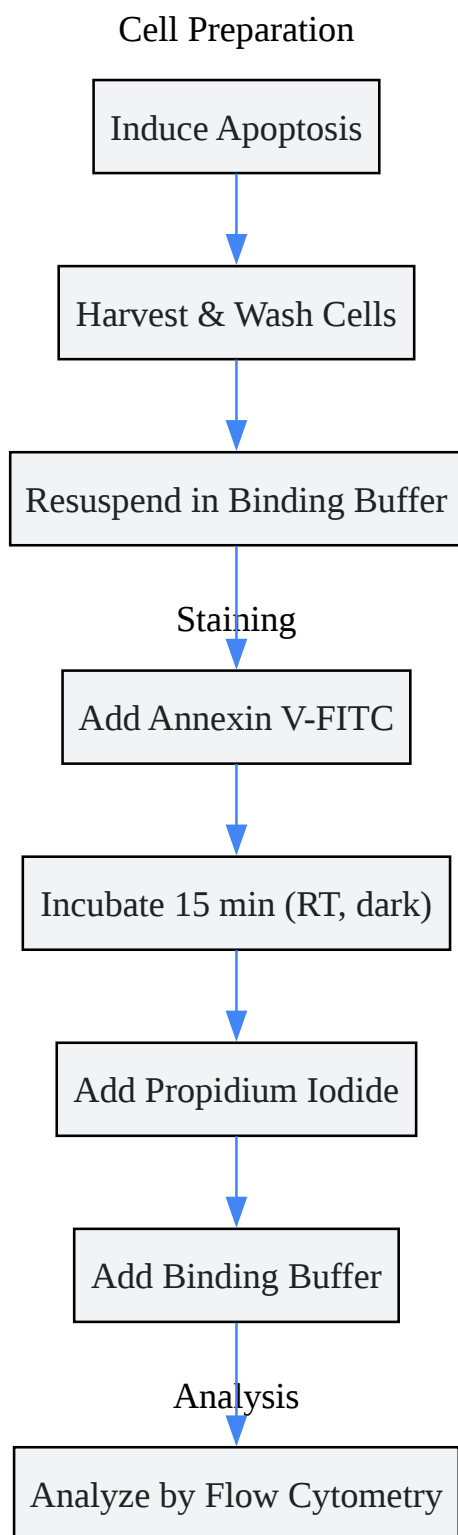 Cell Preparation
Induce Apoptosis
Harvest & Wash Cells
Resuspend in Binding Buffer
Staining
Add Annexin V-FITC
Incubate 15 min (RT, dark)
Add Propidium Iodide
Add Binding Buffer
Analysis
Analyze by Flow Cytometry